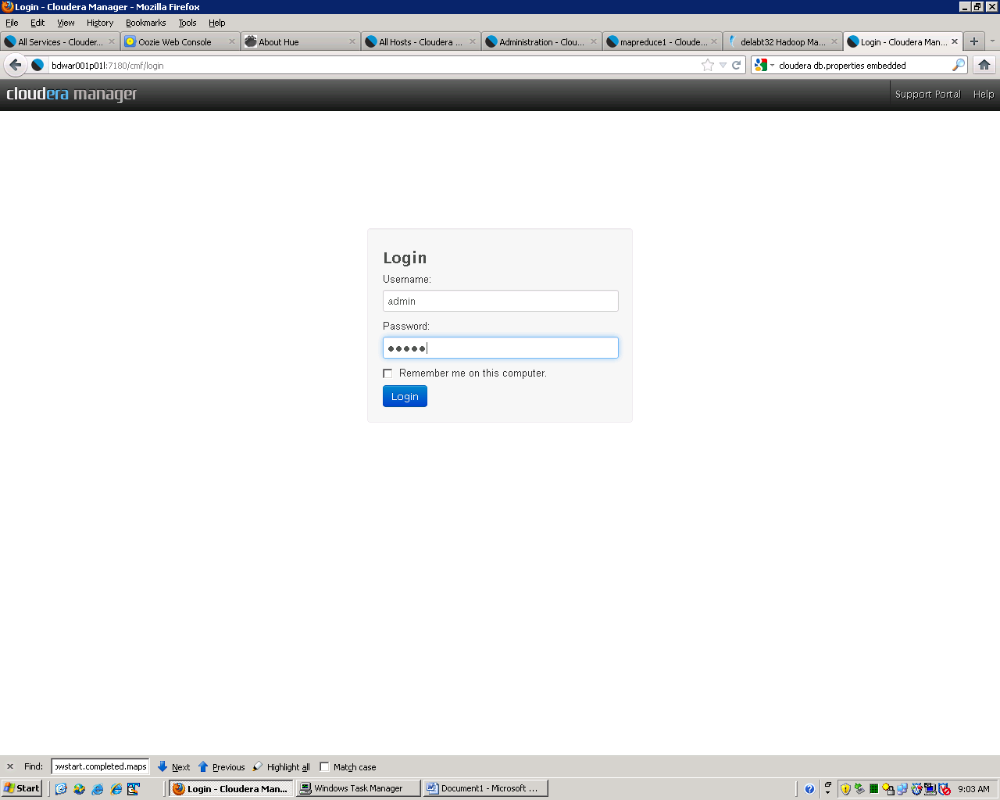 Login - Cloudera Manager - Mozilla Firefox
File Edit View History Bookmarks Tools Help
All Services - Clouder... Oozie Web Console About Hue All Hosts - Cloudera ... Administration - Clou... mapreduce1 - Cloude... delabt32 Hadoop Ma... Login - Cloudera Man...
bdwar001p01l:7180/cmf/login cloudera db.properties embedded
cloudera manager Support Portal Help
Login
Username:
admin
Password:
Remember me on this computer.
Login
Find: owstart.completed.maps Next Previous Highlight all Match case
Start Login - Cloudera Man... Windows Task Manager Document1 - Microsoft ... 9:03 AM